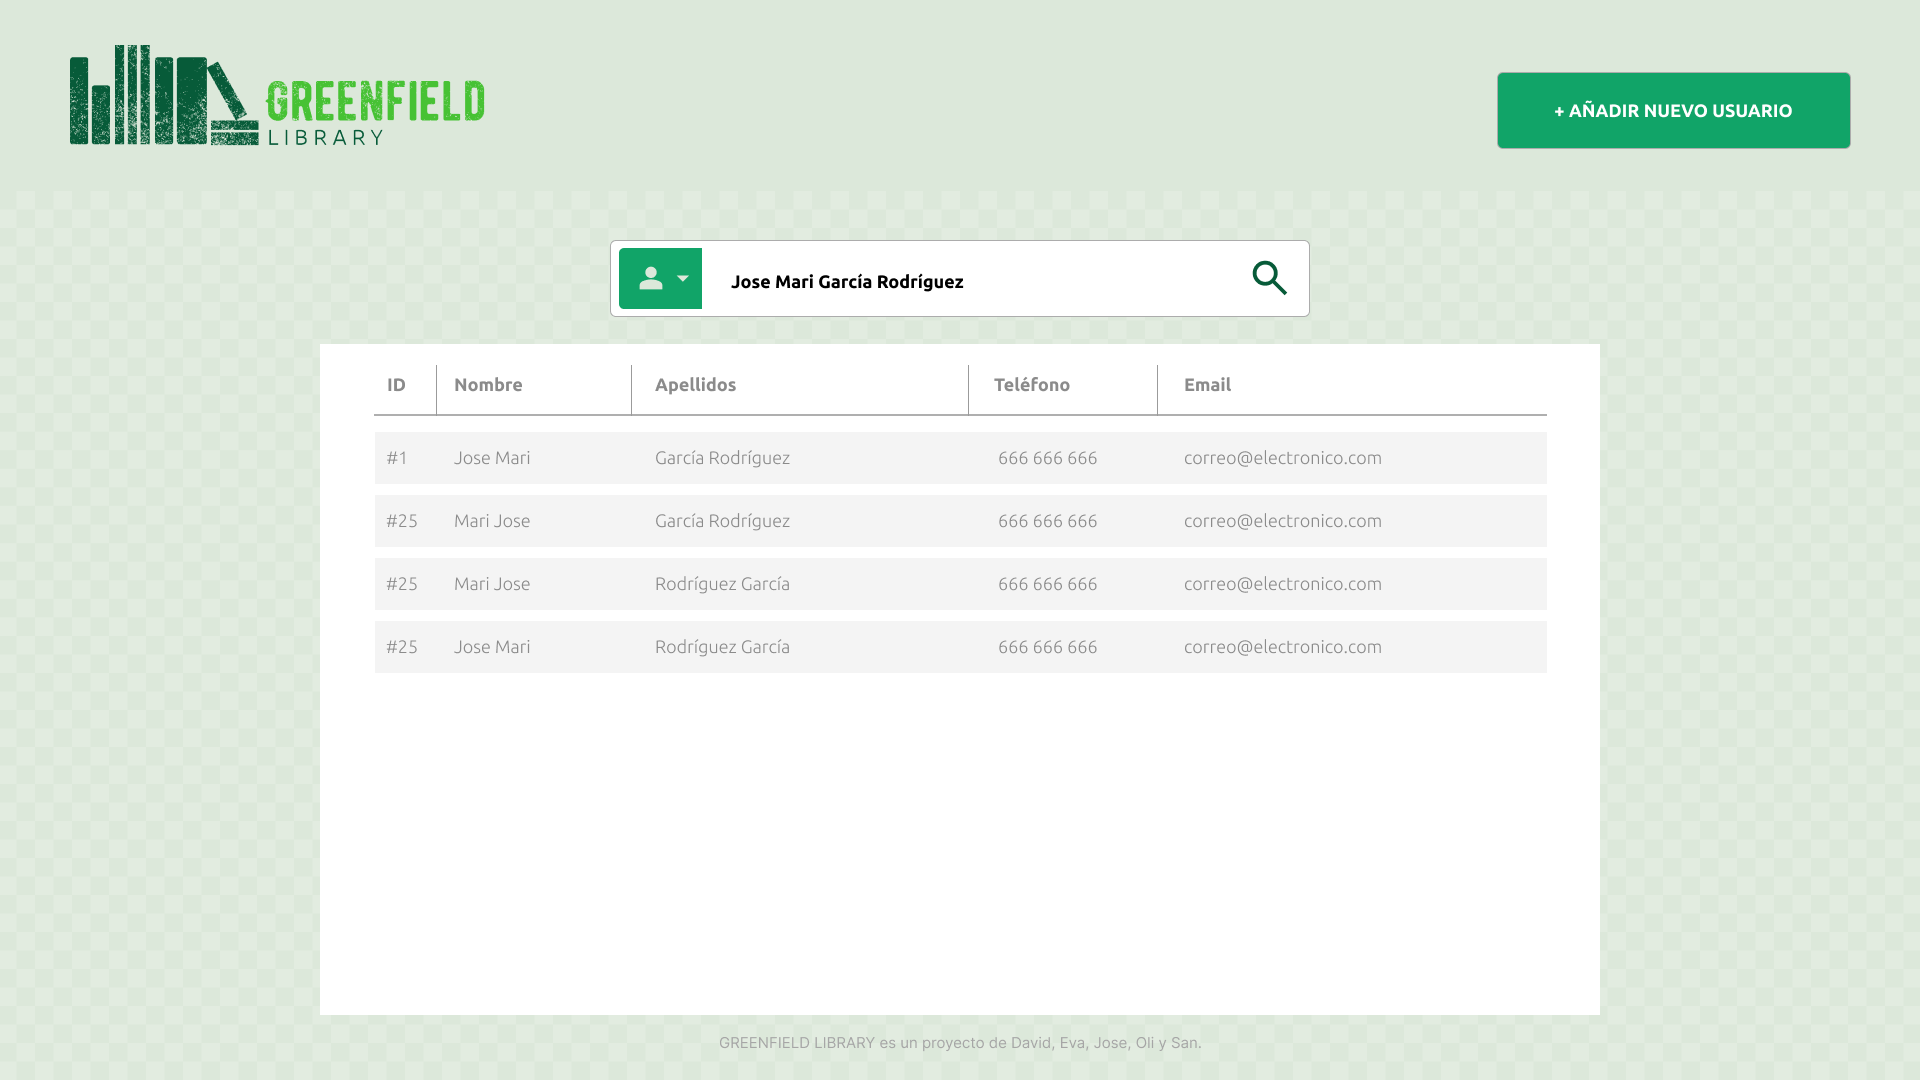 GREENFIELD
LIBRARY
+ AÑADIR NUEVO USUARIO
Jose Mari García Rodríguez
ID Nombre Apellidos Teléfono Email
#1 Jose Mari García Rodríguez 666 666 666 correo@electronico.com
#25 Mari Jose García Rodríguez 666 666 666 correo@electronico.com
#25 Mari Jose Rodríguez García 666 666 666 correo@electronico.com
#25 Jose Mari Rodríguez García 666 666 666 correo@electronico.com
GREENFIELD LIBRARY es un proyecto de David, Eva, Jose, Oli y San.